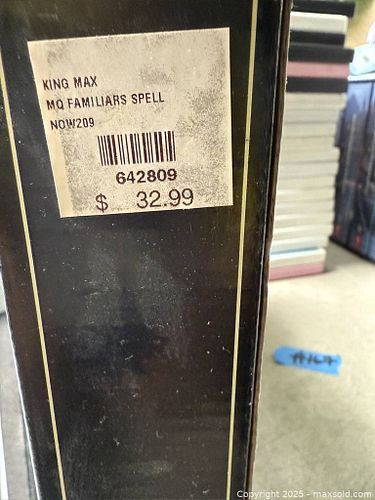 KING MAX
MQ FAMILIARS SPELL
NOW209
642809
$ 32.99
#167
Copyright © 2025 - maxsold.com